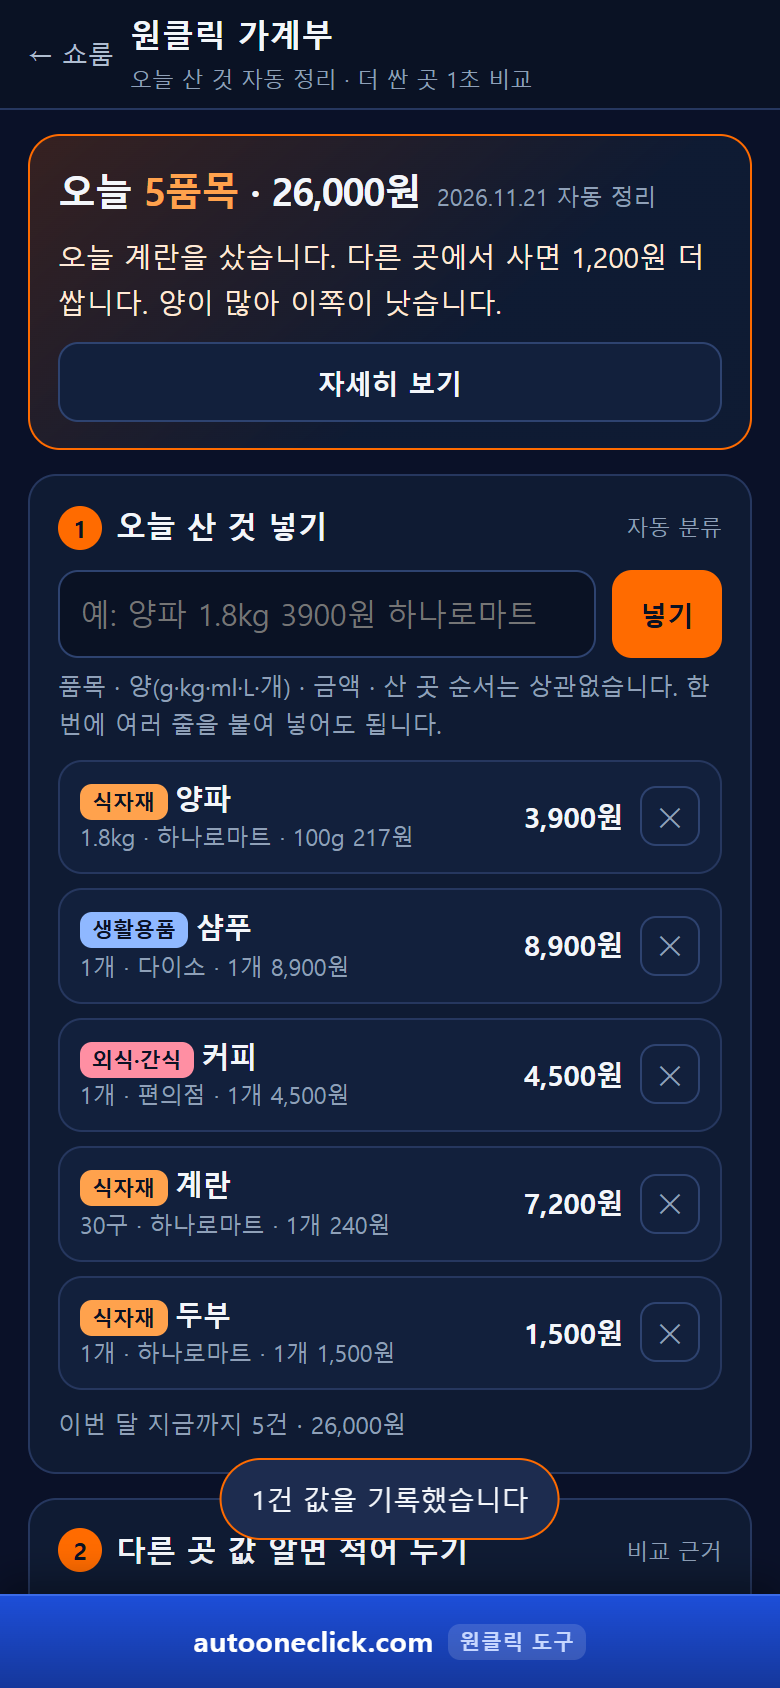 ← 쇼룸
원클릭 가계부
오늘 산 것 자동 정리 · 더 싼 곳 1초 비교
오늘 5품목 · 26,000원 2026.11.21 자동 정리
오늘 계란을 샀습니다. 다른 곳에서 사면 1,200원 더
쌉니다. 양이 많아 이쪽이 낫습니다.
자세히 보기
1 오늘 산 것 넣기 자동 분류
예: 양파 1.8kg 3900원 하나로마트 넣기
품목 · 양(g·kg·ml·L·개) · 금액 · 산 곳 순서는 상관없습니다. 한
번에 여러 줄을 붙여 넣어도 됩니다.
식자재 양파
1.8kg · 하나로마트 · 100g 217원
3,900원
생활용품 샴푸
1개 · 다이소 · 1개 8,900원
8,900원
외식·간식 커피
1개 · 편의점 · 1개 4,500원
4,500원
식자재 계란
30구 · 하나로마트 · 1개 240원
7,200원
식자재 두부
1개 · 하나로마트 · 1개 1,500원
1,500원
이번 달 지금까지 5건 · 26,000원
1건 값을 기록했습니다
2 다른 곳 값 알면 적어 두기 비교 근거
autooneclick.com 원클릭 도구